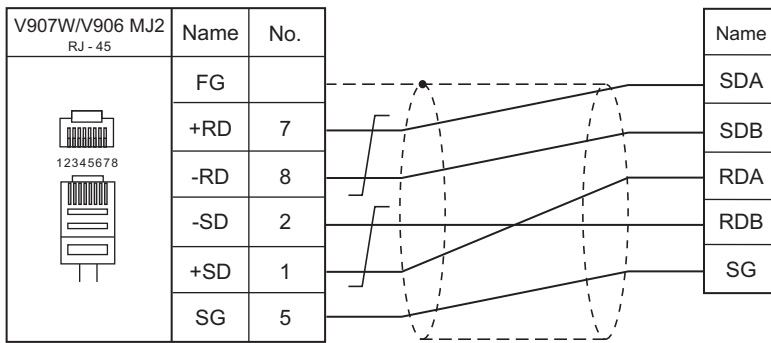 V907W/V906 MJ2 Name No. Name
RJ - 45
FG SDA
+RD 7 SDB
12345678
-RD 8 RDA
-SD 2 RDB
+SD 1 SG
SG 5